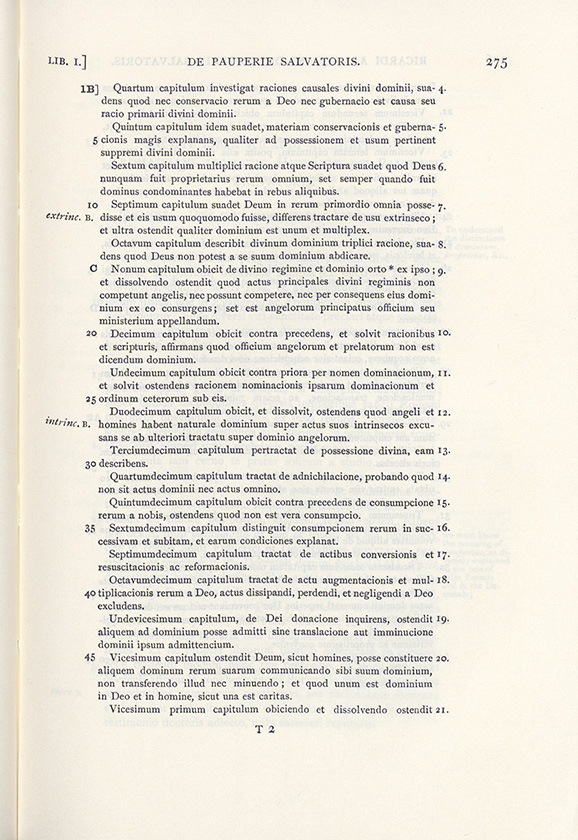 LIB. I.] DE PAUPERIE SALVATORIS. 275
1B] Quartum capitulum investigat raciones causales divini dominii, sua- 4.
dens quod nec conservacio rerum a Deo nec gubernacio est causa seu
racio primarii divini dominii.
Quintum capitulum idem suadet, materiam conservacionis et guberna- 5.
5 cionis magis explanans, qualiter ad possessionem et usum pertinent
suppremi divini dominii.
Sextum capitulum multiplici racione atque Scriptura suadet quod Deus 6.
nunquam fuit proprietarius rerum omnium, set semper quando fuit
dominus condominantes habebat in rebus aliquibus.
10 Septimum capitulum suadet Deum in rerum primordio omnia posse- 7.
extrinc. B. disse et eis usum quoquomodo fuisse, differens tractare de usu extrinseco ;
et ultra ostendit qualiter dominium est unum et multiplex.
Octavum capitulum describit divinum dominium triplici racione, sua- 8.
dens quod Deus non potest a se suum dominium abdicare.
C Nonum capitulum obicit de divino regimine et dominio orto * ex ipso ; 9.
et dissolvendo ostendit quod actus principales divini regiminis non
competunt angelis, nec possunt competere, nec per consequens eius domi-
nium ex eo consurgens; set est angelorum principatus officium seu
ministerium appellandum.
20 Decimum capitulum obicit contra precedens, et solvit racionibus 10.
et scripturis, affirmans quod officium angelorum et prelatorum non est
dicendum dominium.
Undecimum capitulum obicit contra priora per nomen dominacionum, 11.
et solvit ostendens racionem nominacionis ipsarum dominacionum et
25 ordinum ceterorum sub eis.
Duodecimum capitulum obicit, et dissolvit, ostendens quod angeli et 12.
intrinc. B. homines habent naturale dominium super actus suos intrinsecos excu-
sans se ab ulteriori tractatu super dominio angelorum.
Terciumdecimum capitulum pertractat de possessione divina, eam 13.
30 describens.
Quartumdecimum capitulum tractat de adnichilacione, probando quod 14.
non sit actus dominii nec actus omnino.
Quintumdecimum capitulum obicit contra precedens de consumpcione 15.
rerum a nobis, ostendens quod non est vera consumpcio.
35 Sextumdecimum capitulum distinguit consumpcionem rerum in suc- 16.
cessivam et subitam, et earum condiciones explanat.
Septimumdecimum capitulum tractat de actibus conversionis et 17.
resuscitacionis ac reformacionis.
Octavumdecimum capitulum tractat de actu augmentacionis et mul- 18.
40 tiplicacionis rerum a Deo, actus dissipandi, perdendi, et negligendi a Deo
excludens.
Undevicesimum capitulum, de Dei donacione inquirens, ostendit 19.
aliquem ad dominium posse admitti sine translacione aut imminucione
dominii ipsum admittencium.
45 Vicesimum capitulum ostendit Deum, sicut homines, posse constituere 20.
aliquem dominum rerum suarum communicando sibi suum dominium,
non transferendo illud nec minuendo ; et quod unum est dominium
in Deo et in homine, sicut una est caritas.
Vicesimum primum capitulum obiciendo et dissolvendo ostendit 21.
T 2